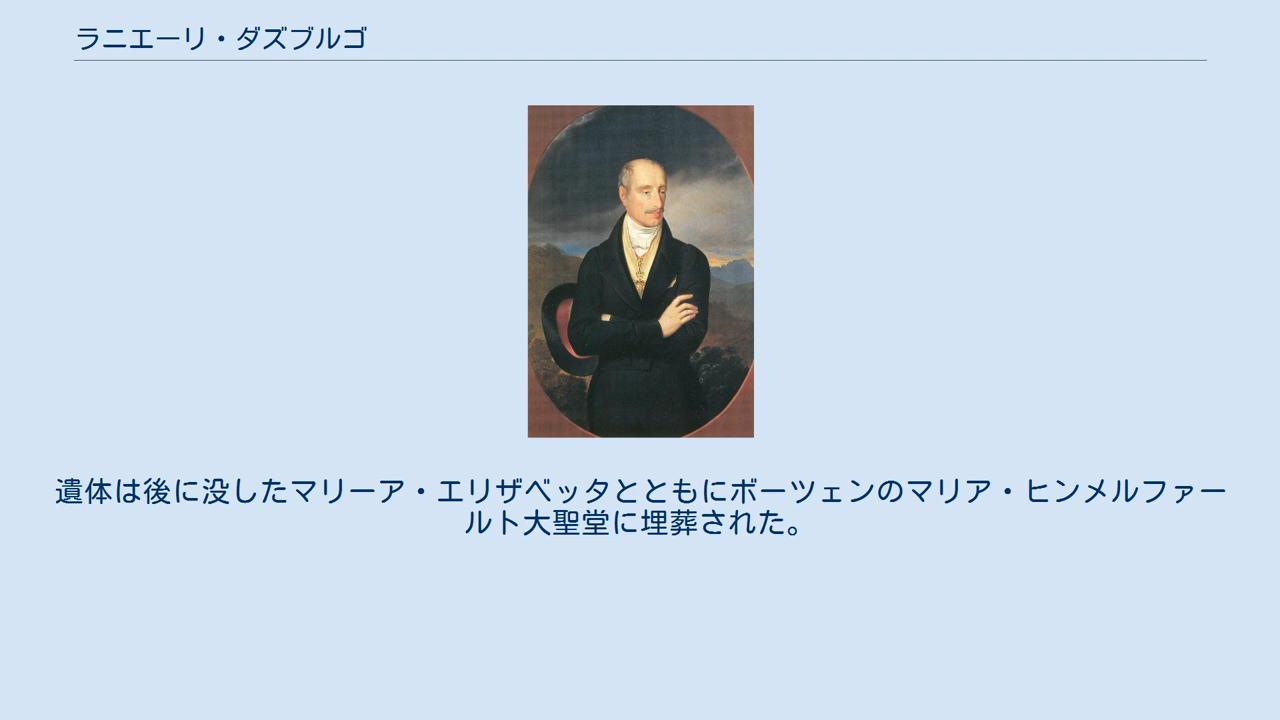 ラニエーリ・ダズブルゴ
遺体は後に没したマリーア・エリザベッタとともにボーツェンのマリア・ヒンメルファー
ルト大聖堂に埋葬された。